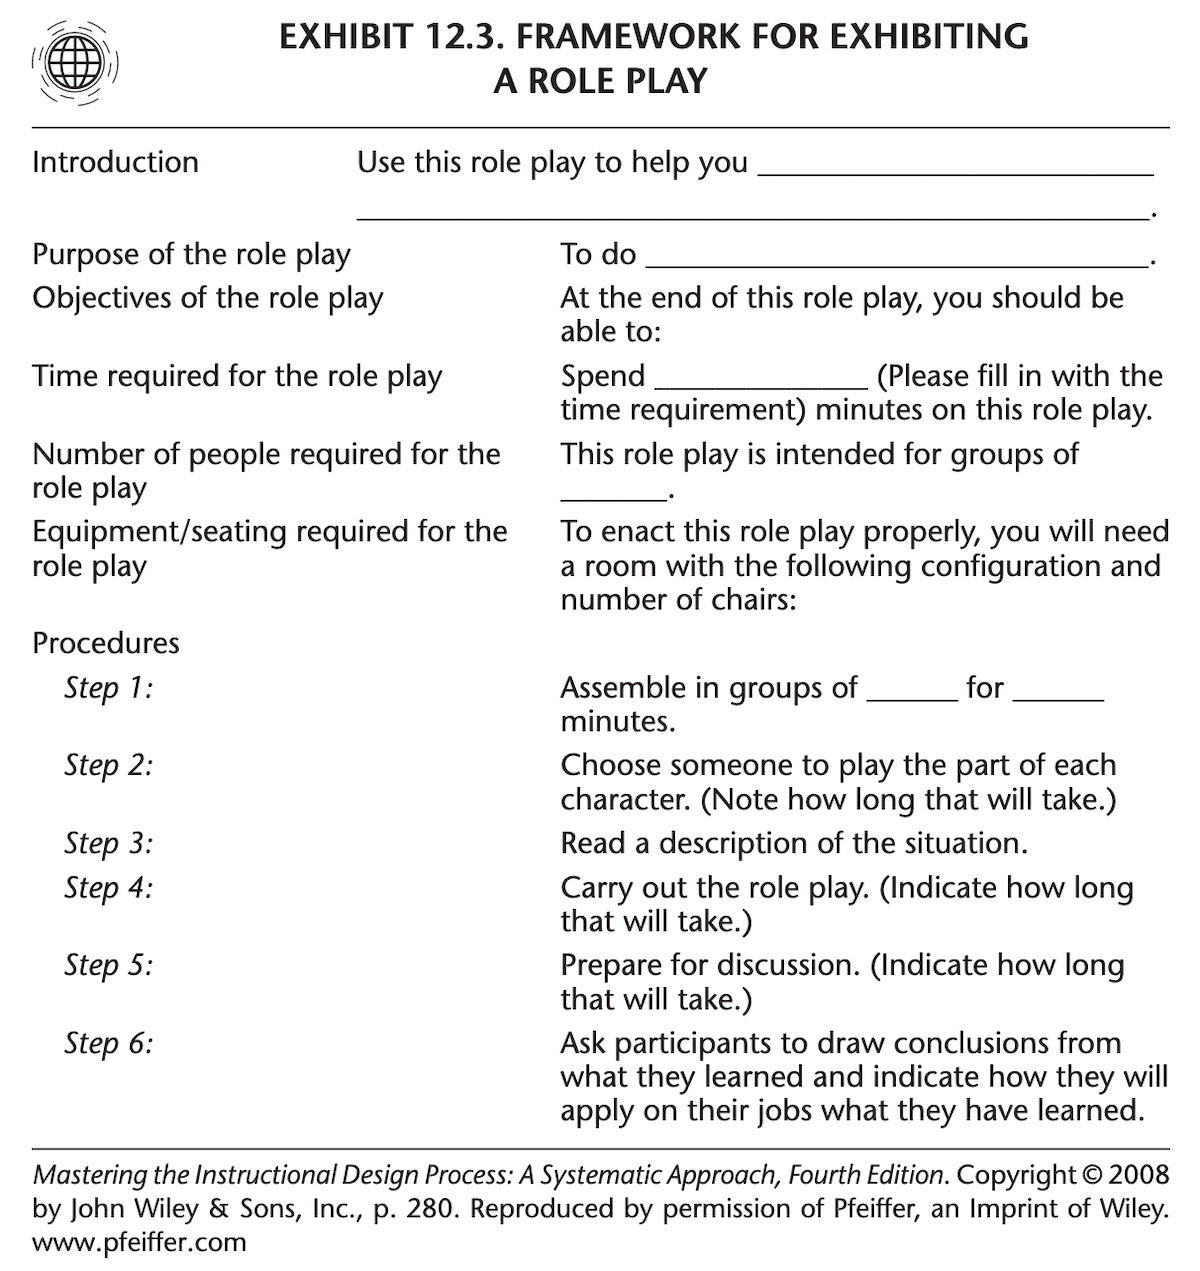 EXHIBIT 12.3. FRAMEWORK FOR EXHIBITING
A ROLE PLAY
Introduction Use this role play to help you ______________________
______________________.
Purpose of the role play To do ______________________.
Objectives of the role play At the end of this role play, you should be
able to:
Time required for the role play Spend ____________ (Please fill in with the
time requirement) minutes on this role play.
Number of people required for the This role play is intended for groups of
role play ______.
Equipment/seating required for the To enact this role play properly, you will need
role play a room with the following configuration and
number of chairs:
Procedures
Step 1: Assemble in groups of _____ for _____
minutes.
Step 2: Choose someone to play the part of each
character. (Note how long that will take.)
Step 3: Read a description of the situation.
Step 4: Carry out the role play. (Indicate how long
that will take.)
Step 5: Prepare for discussion. (Indicate how long
that will take.)
Step 6: Ask participants to draw conclusions from
what they learned and indicate how they will
apply on their jobs what they have learned.
Mastering the Instructional Design Process: A Systematic Approach, Fourth Edition. Copyright © 2008
by John Wiley & Sons, Inc., p. 280. Reproduced by permission of Pfeiffer, an Imprint of Wiley.
www.pfeiffer.com